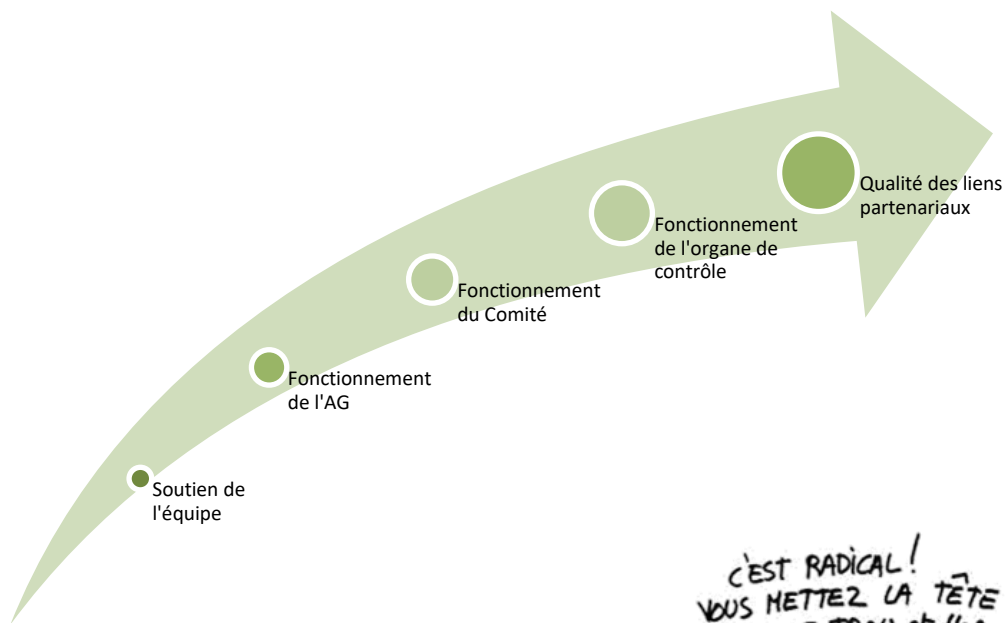 Qualité des liens
partenariaux
Fonctionnement
de l'organe de
contrôle
Fonctionnement
du Comité
Fonctionnement
de l'AG
Soutien de
l'équipe
C'EST RADICAL!
VOUS METTEZ LA TÊTE